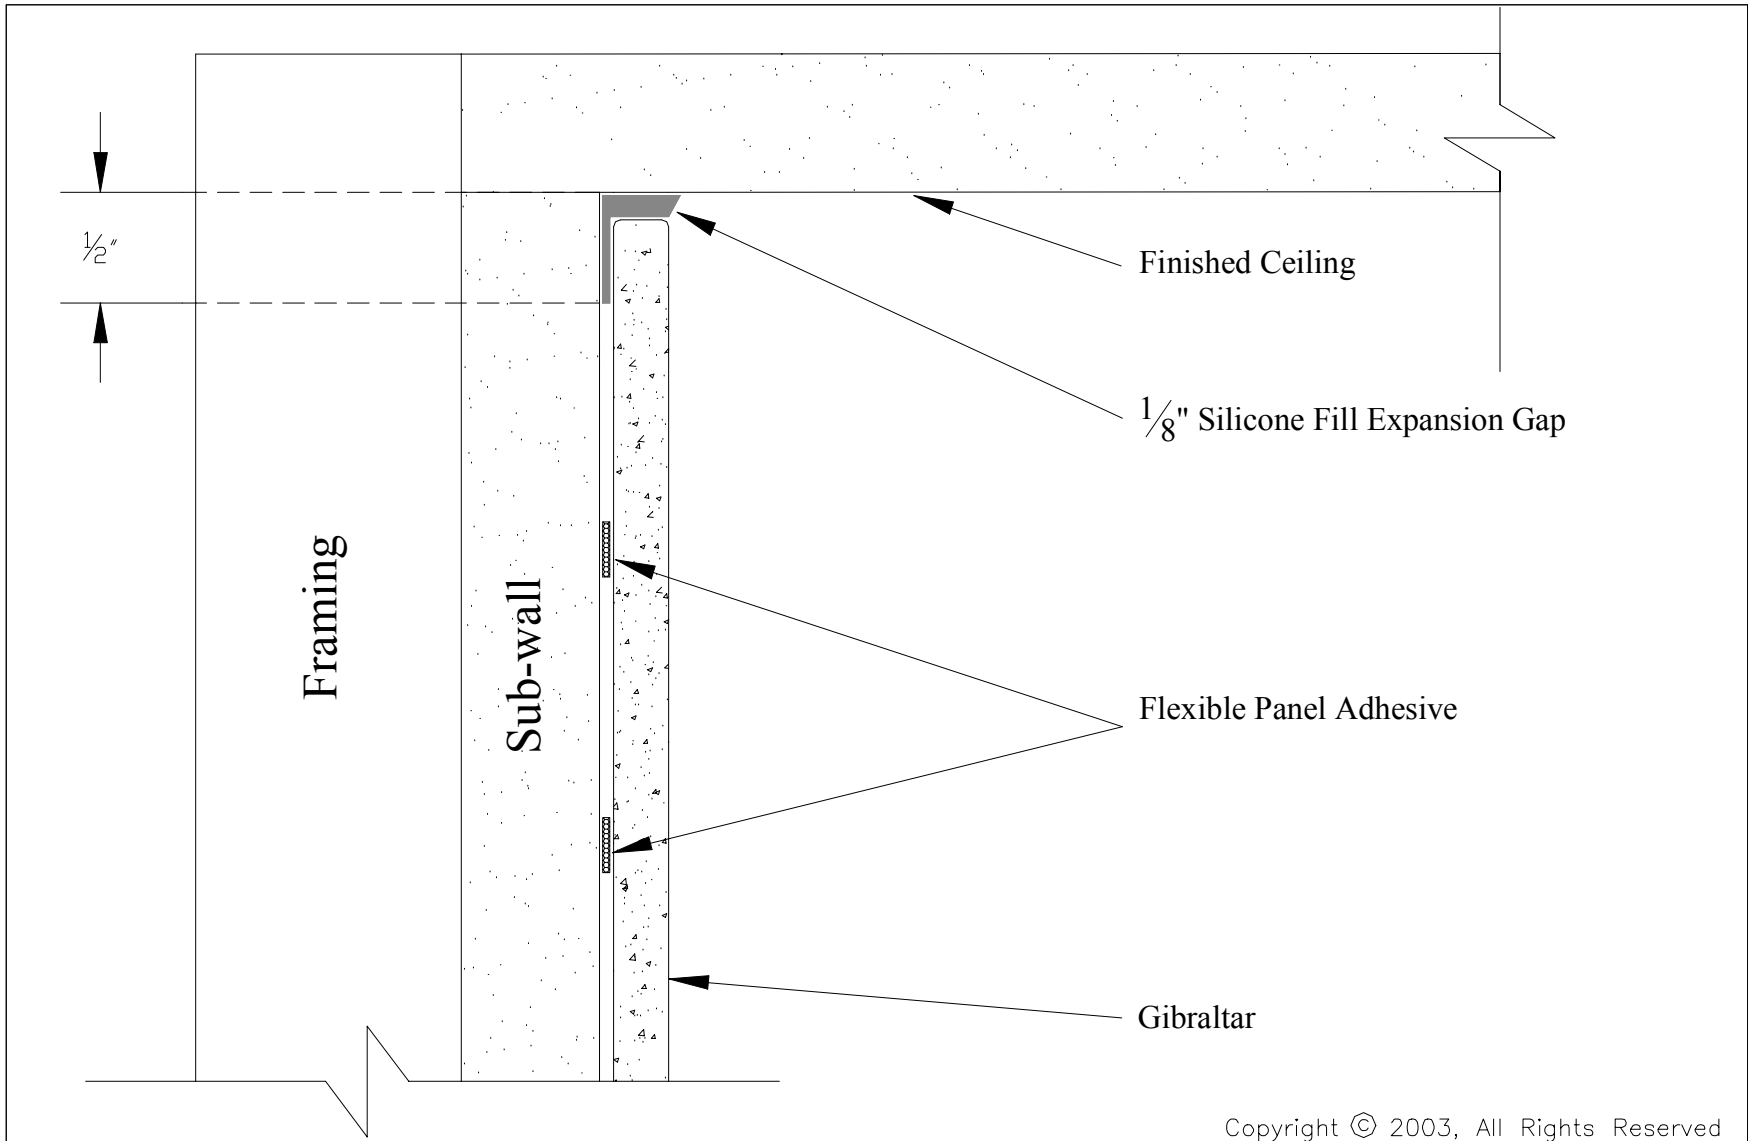 ½"
Finished Ceiling
⅛" Silicone Fill Expansion Gap
Framing
Sub-wall
Flexible Panel Adhesive
Gibraltar
Copyright © 2003, All Rights Reserved